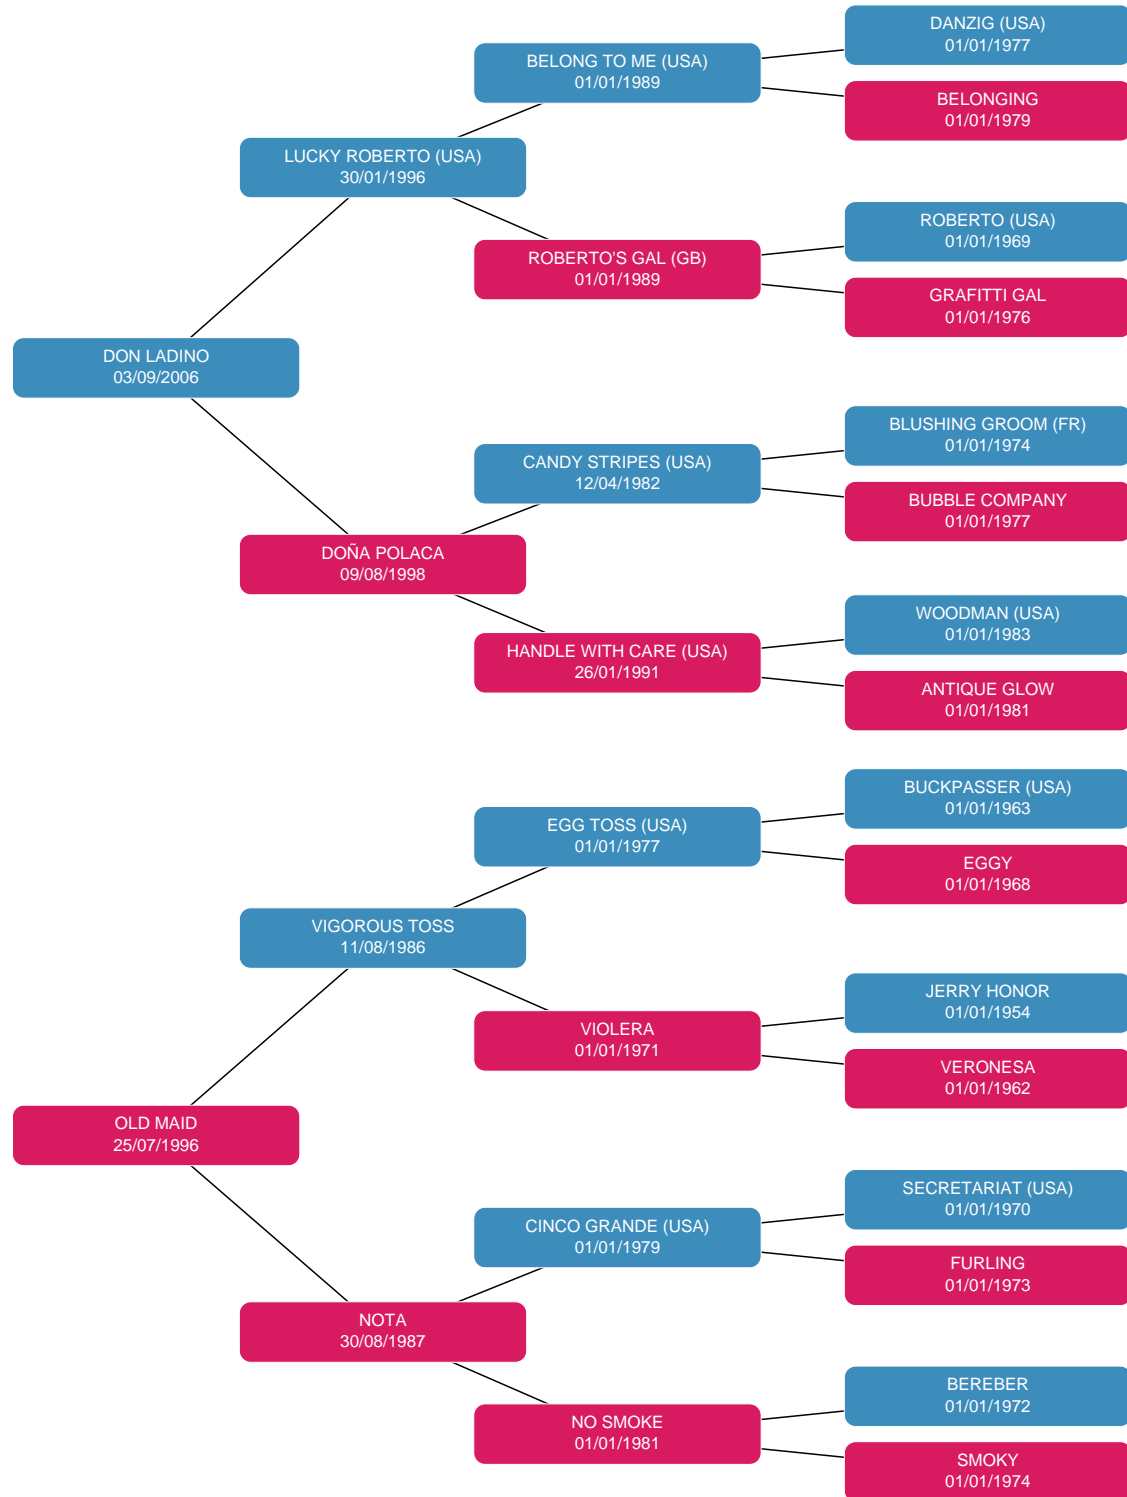 DANZIG (USA)
01/01/1977
BELONG TO ME (USA)
01/01/1989
BELONGING
01/01/1979
LUCKY ROBERTO (USA)
30/01/1996
ROBERTO (USA)
01/01/1969
ROBERTO'S GAL (GB)
01/01/1989
GRAFITTI GAL
01/01/1976
DON LADINO
03/09/2006
BLUSHING GROOM (FR)
01/01/1974
CANDY STRIPES (USA)
12/04/1982
BUBBLE COMPANY
01/01/1977
DOÑA POLACA
09/08/1998
WOODMAN (USA)
01/01/1983
HANDLE WITH CARE (USA)
26/01/1991
ANTIQUE GLOW
01/01/1981
BUCKPASSER (USA)
01/01/1963
EGG TOSS (USA)
01/01/1977
EGGY
01/01/1968
VIGOROUS TOSS
11/08/1986
JERRY HONOR
01/01/1954
VIOLERA
01/01/1971
VERONESA
01/01/1962
OLD MAID
25/07/1996
SECRETARIAT (USA)
01/01/1970
CINCO GRANDE (USA)
01/01/1979
FURLING
01/01/1973
NOTA
30/08/1987
BEREBER
01/01/1972
NO SMOKE
01/01/1981
SMOKY
01/01/1974